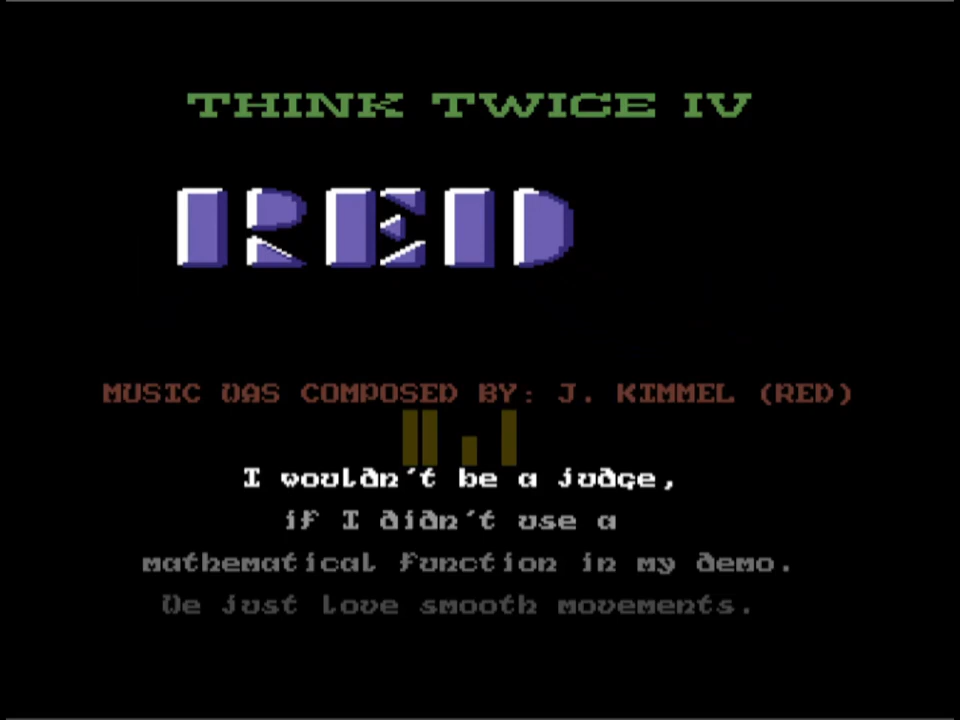 THINK TWICE IV
RED
MUSIC WAS COMPOSED BY: J. KIMMEL (RED)
I wouldn't be a judge,
if I didn't use a
mathematical function in my demo.
We just love smooth movements.